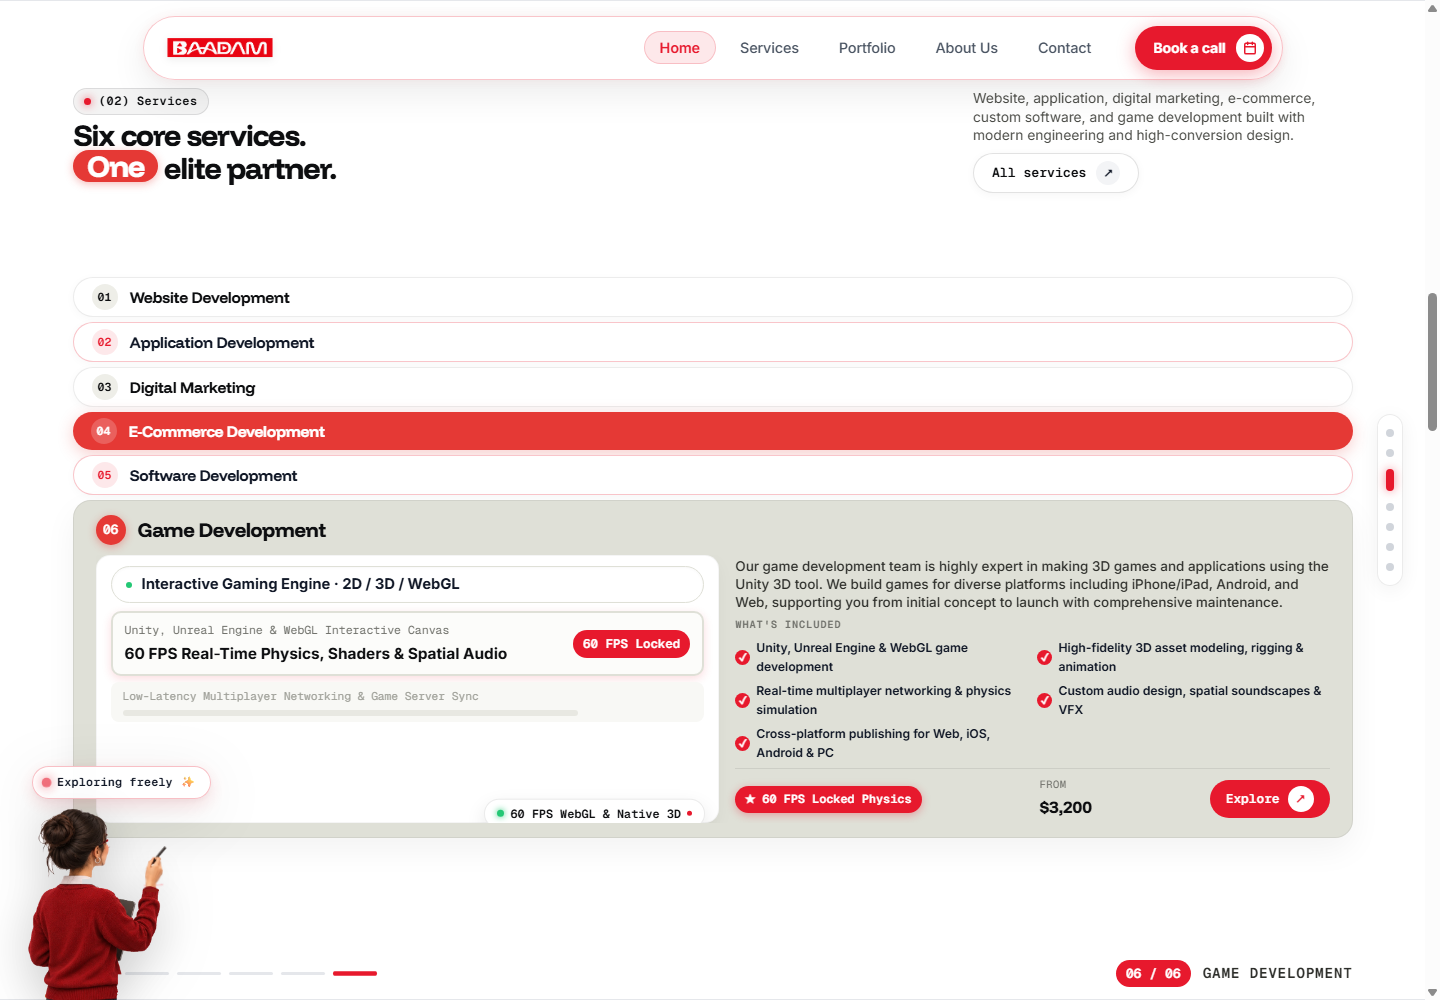 BAADAM
Home
Services
Portfolio
About Us
Contact
Book a call
(02) Services
Six core services.
One elite partner.
Website, application, digital marketing, e-commerce,
custom software, and game development built with
modern engineering and high-conversion design.
All services ↗
01 Website Development
02 Application Development
03 Digital Marketing
04 E-Commerce Development
05 Software Development
06 Game Development
Interactive Gaming Engine · 2D / 3D / WebGL
Unity, Unreal Engine & WebGL Interactive Canvas
60 FPS Real-Time Physics, Shaders & Spatial Audio
60 FPS Locked
Low-Latency Multiplayer Networking & Game Server Sync
60 FPS WebGL & Native 3D
Our game development team is highly expert in making 3D games and applications using the
Unity 3D tool. We build games for diverse platforms including iPhone/iPad, Android, and
Web, supporting you from initial concept to launch with comprehensive maintenance.
WHAT'S INCLUDED
Unity, Unreal Engine & WebGL game
development
High-fidelity 3D asset modeling, rigging &
animation
Real-time multiplayer networking & physics
simulation
Custom audio design, spatial soundscapes &
VFX
Cross-platform publishing for Web, iOS,
Android & PC
★ 60 FPS Locked Physics
FROM
$3,200
Explore ↗
Exploring freely ✨
06 / 06
GAME DEVELOPMENT